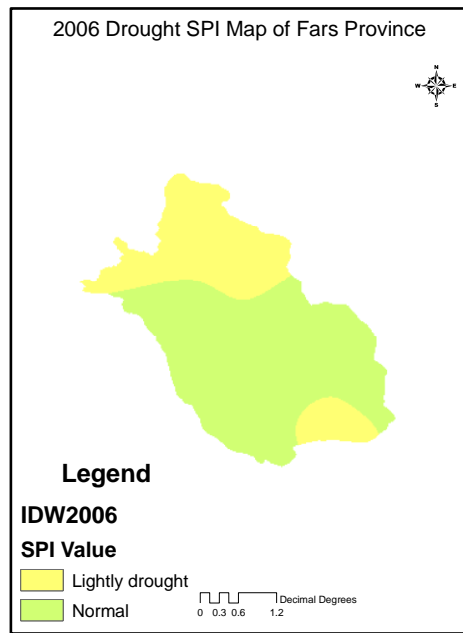 2006 Drought SPI Map of Fars Province
N
W E
S
Legend
IDW2006
SPI Value
Lightly drought
Normal
Decimal Degrees
0 0.3 0.6 1.2